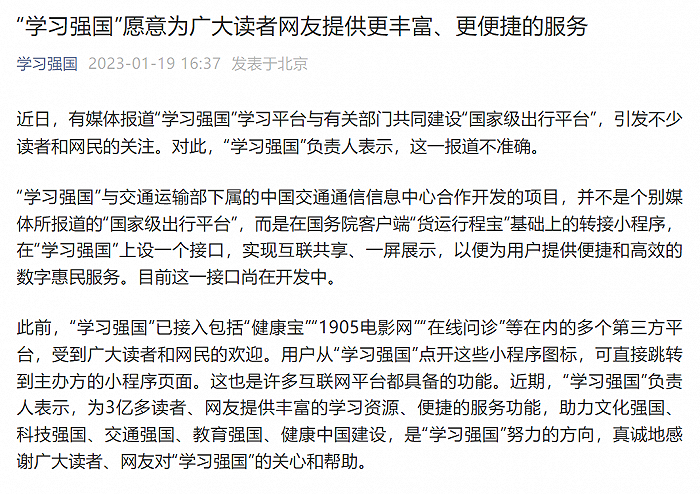 “学习强国”愿意为广大读者网友提供更丰富、更便捷的服务
学习强国 2023-01-19 16:37 发表于北京
近日，有媒体报道“学习强国”学习平台与有关部门共同建设“国家级出行平台”，引发不少
读者和网民的关注。对此，“学习强国”负责人表示，这一报道不准确。
“学习强国”与交通运输部下属的中国交通通信信息中心合作开发的项目，并不是个别媒
体所报道的“国家级出行平台”，而是在国务院客户端“货运行程宝”基础上的转接小程序，
在“学习强国”上设一个接口，实现互联共享、一屏展示，以便为用户提供便捷和高效的
数字惠民服务。目前这一接口尚在开发中。
此前，“学习强国”已接入包括“健康宝”“1905电影网”“在线问诊”等在内的多个第三方平
台，受到广大读者和网民的欢迎。用户从“学习强国”点开这些小程序图标，可直接跳转
到主办方的小程序页面。这也是许多互联网平台都具备的功能。近期，“学习强国”负责
人表示，为3亿多读者、网友提供丰富的学习资源、便捷的服务功能，助力文化强国、
科技强国、交通强国、教育强国、健康中国建设，是“学习强国”努力的方向，真诚地感
谢广大读者、网友对“学习强国”的关心和帮助。